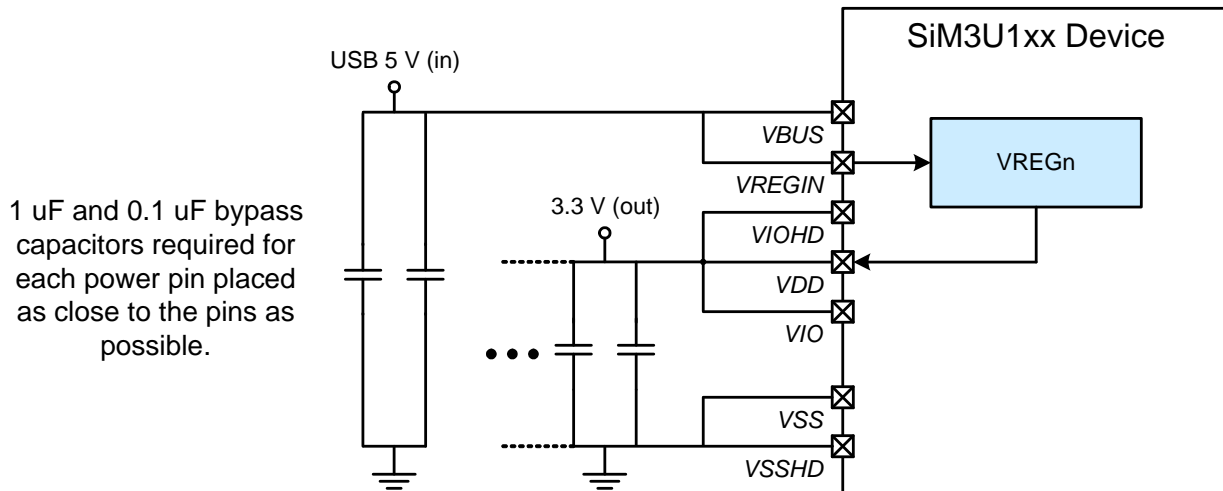 SiM3U1xx Device
USB 5 V (in)
VBUS
VREGn
VREGIN
1 uF and 0.1 uF bypass
capacitors required for
each power pin placed
as close to the pins as
possible.
3.3 V (out)
VIOHD
VDD
VIO
VSS
VSSHD